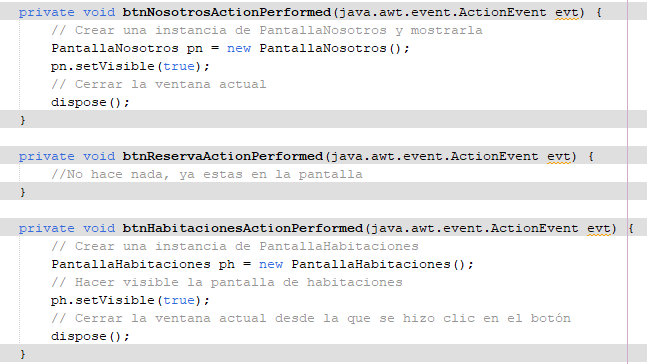 private void btnNosotrosActionPerformed(java.awt.event.ActionEvent evt) {
// Crear una instancia de PantallaNosotros y mostrarla
PantallaNosotros pn = new PantallaNosotros();
pn.setVisible(true);
// Cerrar la ventana actual
dispose();
}
private void btnReservaActionPerformed(java.awt.event.ActionEvent evt) {
//No hace nada, ya estas en la pantalla
}
private void btnHabitacionesActionPerformed(java.awt.event.ActionEvent evt) {
// Crear una instancia de PantallaHabitaciones
PantallaHabitaciones ph = new PantallaHabitaciones();
// Hacer visible la pantalla de habitaciones
ph.setVisible(true);
// Cerrar la ventana actual desde la que se hizo clic en el botón
dispose();
}